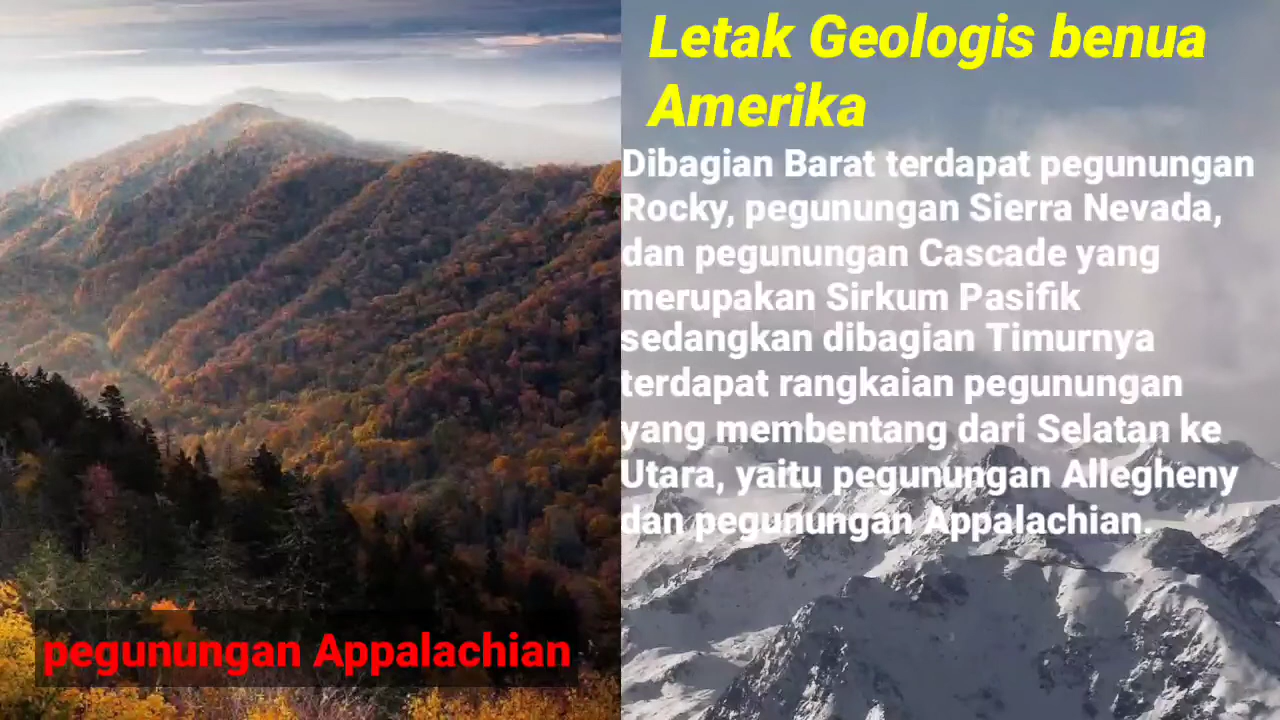 Letak Geologis benua
Amerika
Dibagian Barat terdapat pegunungan
Rocky, pegunungan Sierra Nevada,
dan pegunungan Cascade yang
merupakan Sirkum Pasifik
sedangkan dibagian Timurnya
terdapat rangkaian pegunungan
yang membentang dari Selatan ke
Utara, yaitu pegunungan Allegheny
dan pegunungan Appalachian.
pegunungan Appalachian